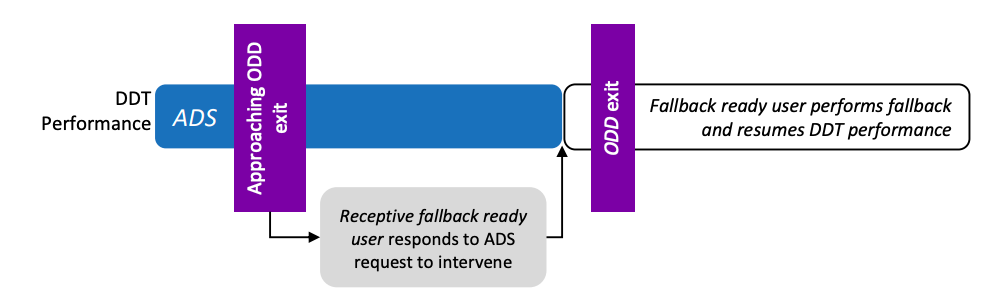 DDT
Performance
ADS
Approaching ODD
exit
ODD exit
Fallback ready user performs fallback
and resumes DDT performance
Receptive fallback ready
user responds to ADS
request to intervene